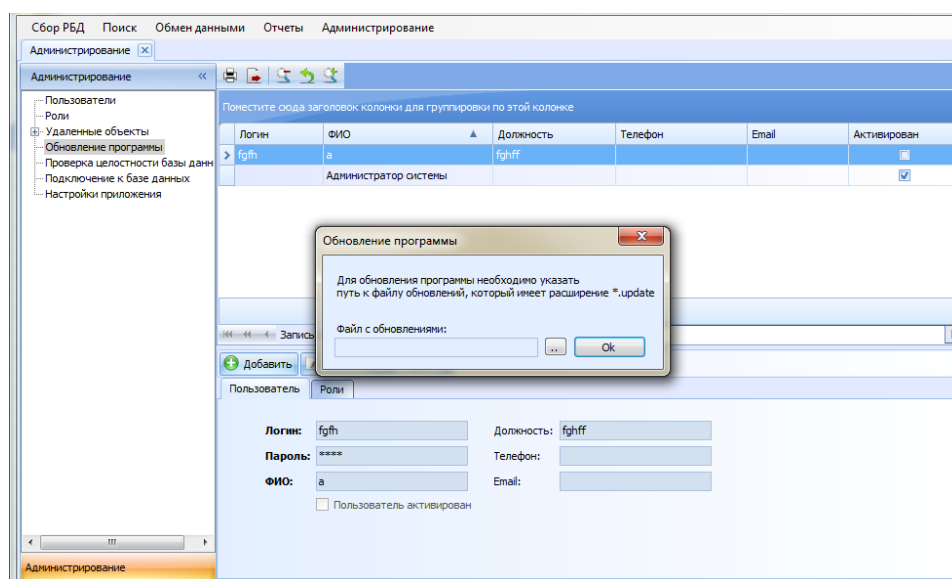 Сбор РБД Поиск Обмен данными Отчеты Администрирование
Администрирование
Администрирование
Пользователи
Роли
Удаленные объекты
Обновление программы
Проверка целостности базы данн
Подключение к базе данных
Настройки приложения
Поместите сюда заголовок колонки для группировки по этой колонке
Логин ФИО Должность Телефон Email Активирован
fgfh a fghff
Администратор системы
Обновление программы
Для обновления программы необходимо указать
путь к файлу обновлений, который имеет расширение *.update
Файл с обновлениями:
.. Ok
Запись
Добавить
Пользователь Роли
Логин: fgfh Должность: fghff
Пароль: **** Телефон:
ФИО: a Email:
Пользователь активирован
Администрирование